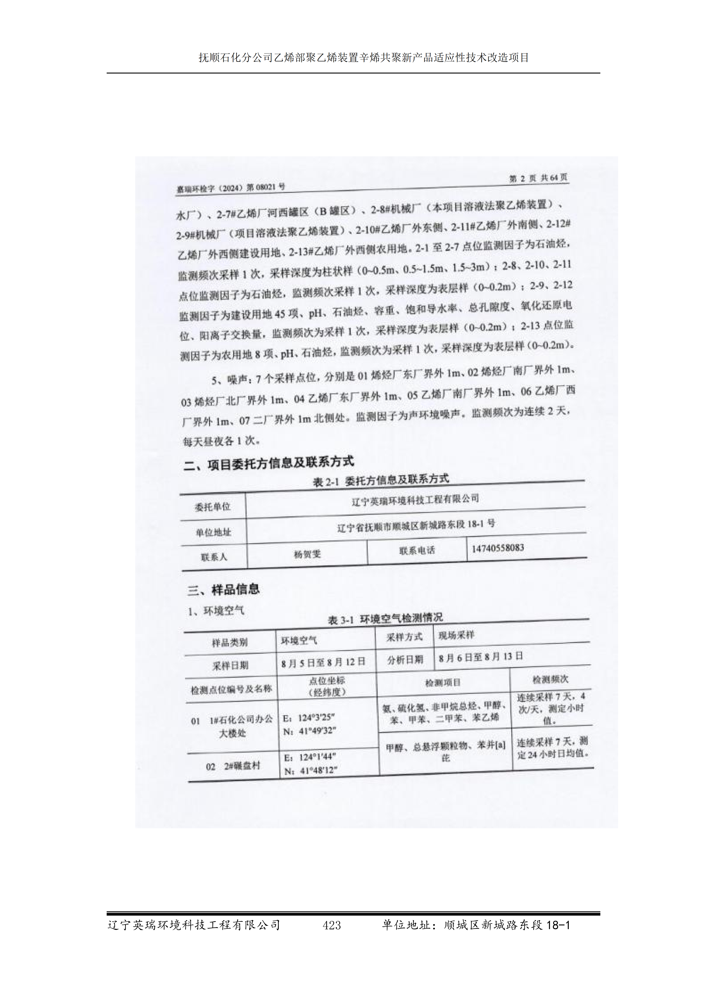 抚顺石化分公司乙烯部聚乙烯装置辛烯共聚新产品适应性技术改造项目
嘉瑞环检字（2024）第 08021 号
第 2 页 共 64 页
水厂）、2-7#乙烯厂河西罐区（B 罐区）、2-8#机械厂（本项目溶液法聚乙烯装置）、
2-9#机械厂（项目溶液法聚乙烯装置）、2-10#乙烯厂外东侧、2-11#乙烯厂外南侧、2-12#
乙烯厂外西侧建设用地、2-13#乙烯厂外西侧农用地。2-1 至 2-7 点位监测因子为石油烃，
监测频次采样 1 次，采样深度为柱状样（0~0.5m、0.5~1.5m、1.5~3m）；2-8、2-10、2-11
点位监测因子为石油烃，监测频次采样 1 次，采样深度为表层样（0~0.2m）；2-9、2-12
监测因子为建设用地 45 项、pH、石油烃、容重、饱和导水率、总孔隙度、氧化还原电
位、阳离子交换量，监测频次为采样 1 次，采样深度为表层样（0~0.2m）；2-13 点位监
测因子为农用地 8 项、pH、石油烃，监测频次为采样 1 次，采样深度为表层样（0~0.2m）。
5、噪声：7 个采样点位，分别是 01 烯烃厂东厂界外 1m、02 烯烃厂南厂界外 1m、
03 烯烃厂北厂界外 1m、04 乙烯厂东厂界外 1m、05 乙烯厂南厂界外 1m、06 乙烯厂西
厂界外 1m、07 二厂界外 1m 北侧处。监测因子为声环境噪声。监测频次为连续 2 天，
每天昼夜各 1 次。
二、项目委托方信息及联系方式
表 2-1 委托方信息及联系方式
委托单位 辽宁英瑞环境科技工程有限公司
单位地址 辽宁省抚顺市顺城区新城路东段 18-1 号
联系人 杨贺雯 联系电话 14740558083
三、样品信息
1、环境空气
表 3-1 环境空气检测情况
样品类别 环境空气 采样方式 现场采样
采样日期 8 月 5 日至 8 月 12 日 分析日期 8 月 6 日至 8 月 13 日
检测点位编号及名称 点位坐标 检测项目 检测频次
（经纬度）
01 1#石化公司办公
大楼处
E：124°3′25″
N：41°49′32″
氨、硫化氢、非甲烷总烃、甲醇、
苯、甲苯、二甲苯、苯乙烯
连续采样 7 天，4
次/天，测定小时
值。
02 2#碾盘村
E：124°1′44″
N：41°48′12″
甲醇、总悬浮颗粒物、苯并[a]
芘
连续采样 7 天，测
定 24 小时日均值。
辽宁英瑞环境科技工程有限公司 423 单位地址：顺城区新城路东段 18-1